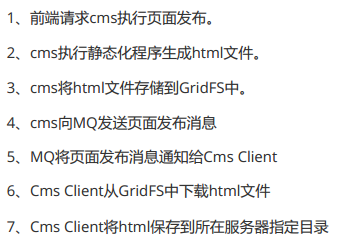 1、前端请求cms执行页面发布。
2、cms执行静态化程序生成html文件。
3、cms将html文件存储到GridFS中。
4、cms向MQ发送页面发布消息
5、MQ将页面发布消息通知给Cms Client
6、Cms Client从GridFS中下载html文件
7、Cms Client将html保存到所在服务器指定目录